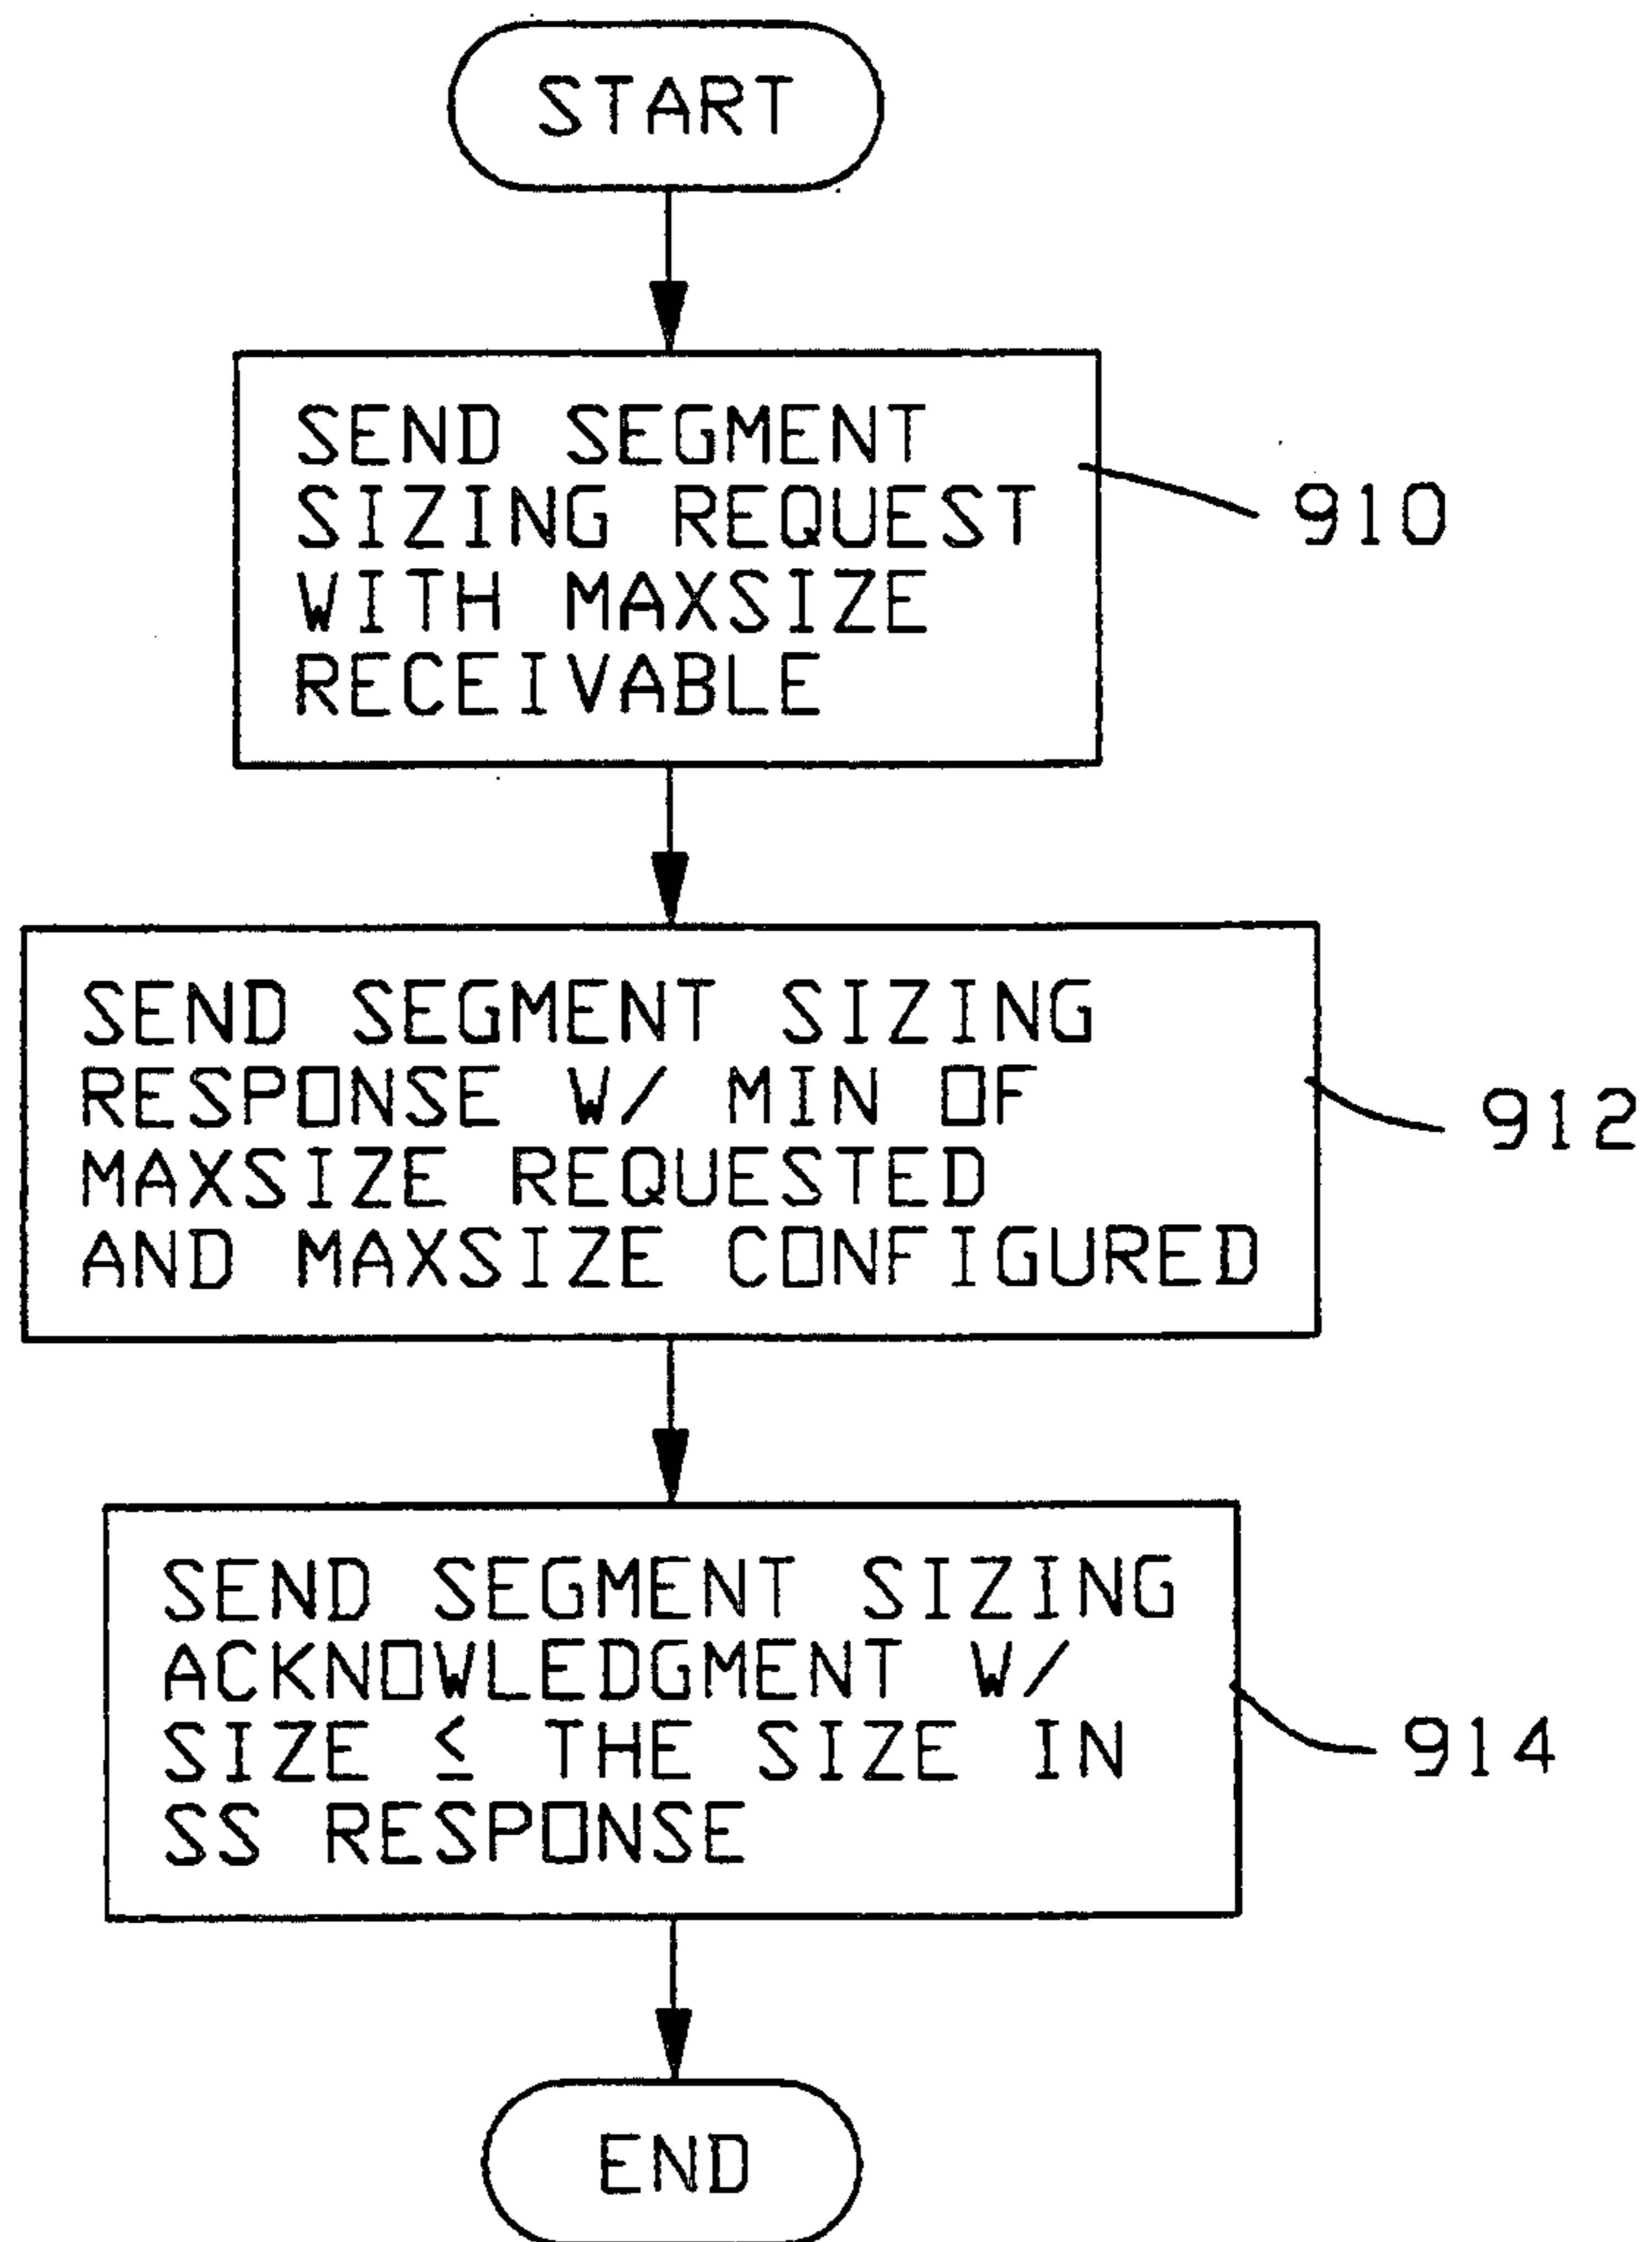 START
SEND SEGMENT
SIZING REQUEST
WITH MAXSIZE
RECEIVABLE
910
SEND SEGMENT SIZING
RESPONSE W/ MIN OF
MAXSIZE REQUESTED
AND MAXSIZE CONFIGURED
912
SEND SEGMENT SIZING
ACKNOWLEDGMENT W/
SIZE ≤ THE SIZE IN
SS RESPONSE
914
END